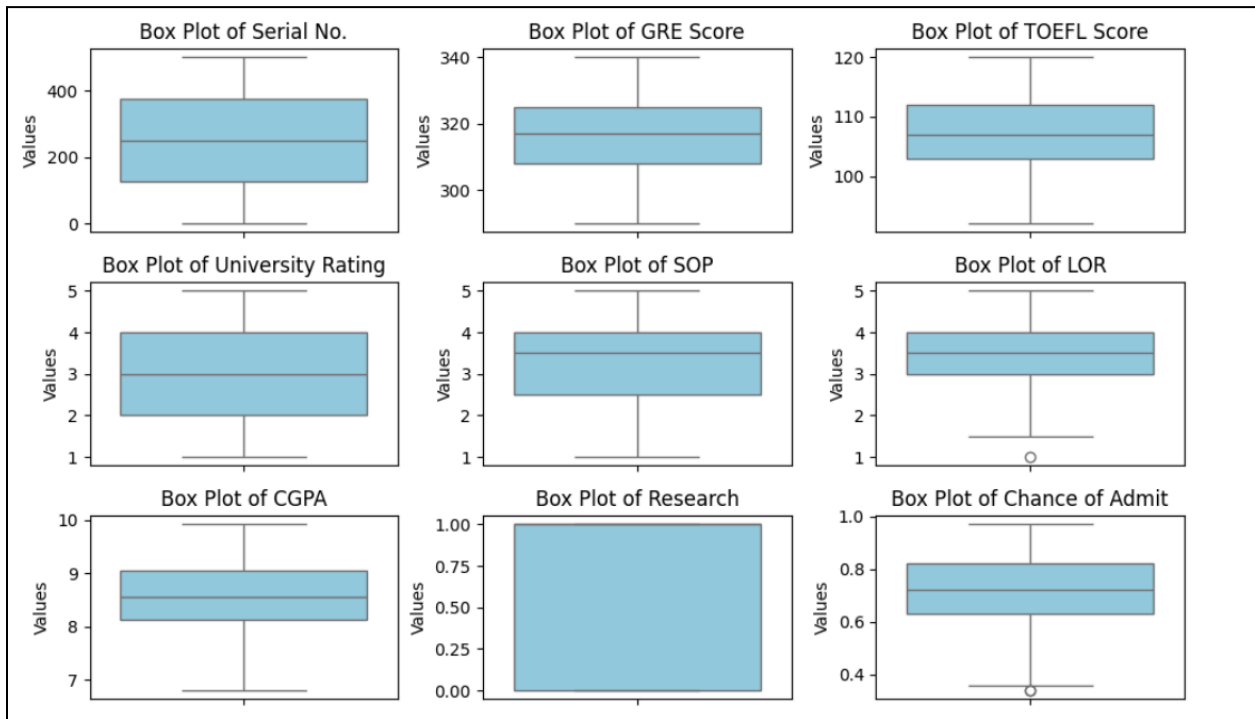 Box Plot of Serial No.
Values
400
200
0
Box Plot of GRE Score
Values
340
320
300
Box Plot of TOEFL Score
Values
120
110
100
Box Plot of University Rating
Values
5
4
3
2
1
Box Plot of SOP
Values
5
4
3
2
1
Box Plot of LOR
Values
5
4
3
2
1
Box Plot of CGPA
Values
10
9
8
7
Box Plot of Research
Values
1.00
0.75
0.50
0.25
0.00
Box Plot of Chance of Admit
Values
1.0
0.8
0.6
0.4